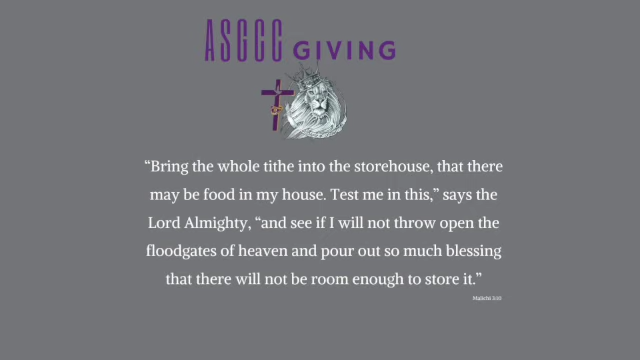 ASGCC GIVING
“Bring the whole tithe into the storehouse, that there
may be food in my house. Test me in this,” says the
Lord Almighty, “and see if I will not throw open the
floodgates of heaven and pour out so much blessing
that there will not be room enough to store it.”
Malichi 3:10